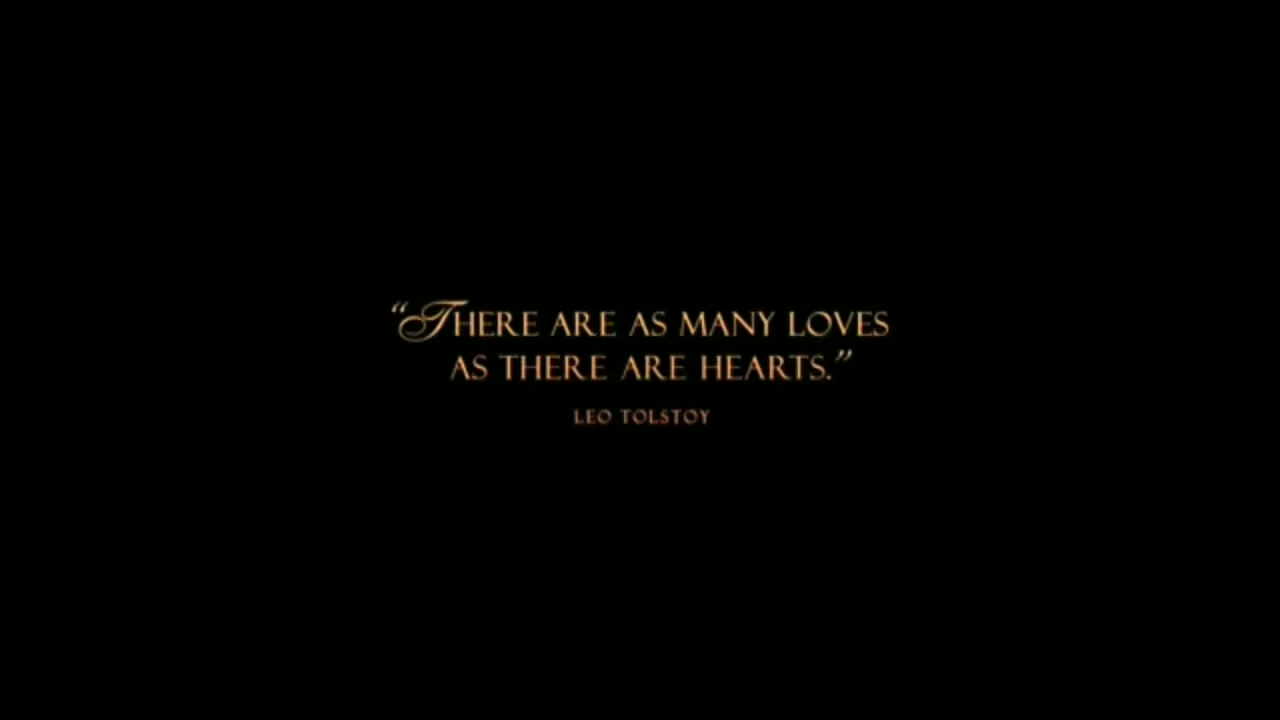 “There are as many loves
as there are hearts.”
Leo Tolstoy